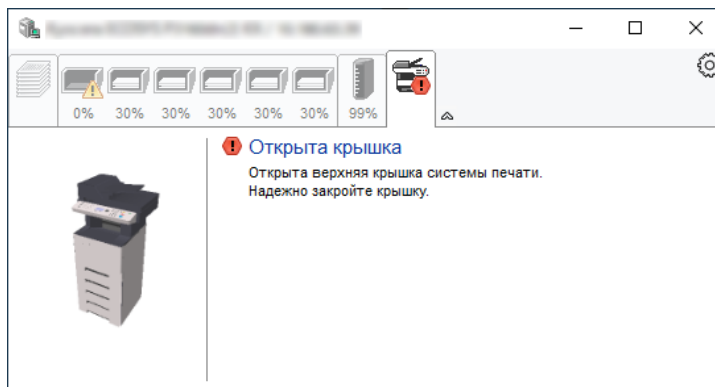 0% 30% 30% 30% 30% 30% 99%
Открыта крышка
Открыта верхняя крышка системы печати.
Надежно закройте крышку.